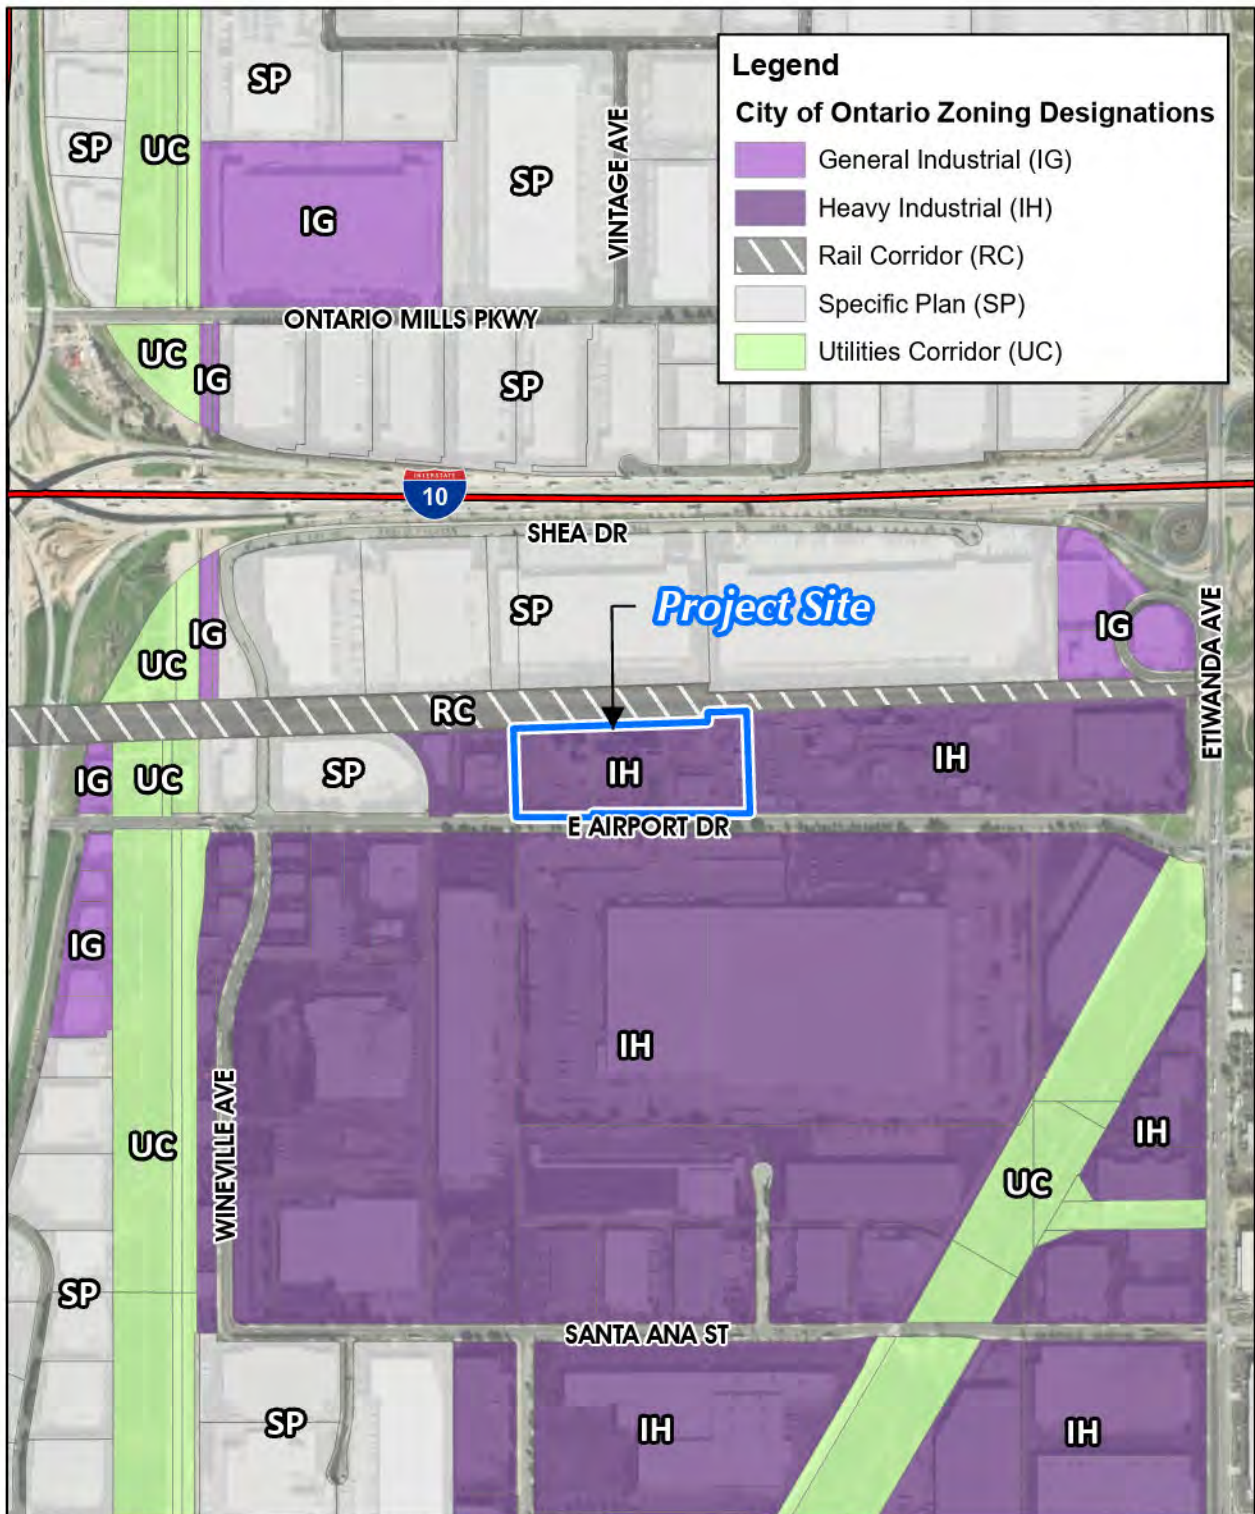 Legend
City of Ontario Zoning Designations
General Industrial (IG)
Heavy Industrial (IH)
Rail Corridor (RC)
Specific Plan (SP)
Utilities Corridor (UC)
SP
SP
UC
SP
VINTAGE AVE
IG
ONTARIO MILLS PKWY
UC
IG
SP
INTERSTATE
10
SHEA DR
Project Site
SP
IG
UC
IG
ETIWANDA AVE
RC
IG
UC
SP
IH
IH
E AIRPORT DR
IG
IH
WINEVILLE AVE
UC
IH
UC
SP
SANTA ANA ST
SP
IH
IH